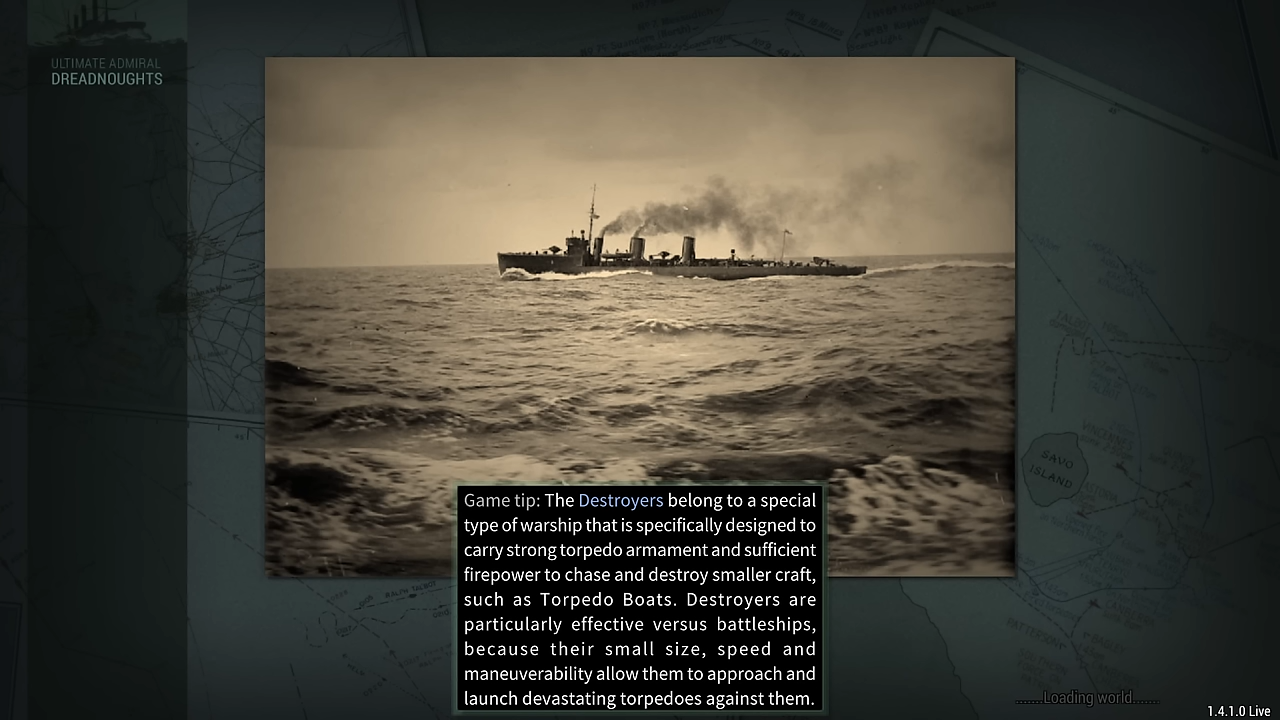 ULTIMATE ADMIRAL
DREADNOUGHTS
SAVO
ISLAND
Game tip: The Destroyers belong to a special
type of warship that is specifically designed to
carry strong torpedo armament and sufficient
firepower to chase and destroy smaller craft,
such as Torpedo Boats. Destroyers are
particularly effective versus battleships,
because their small size, speed and
maneuverability allow them to approach and
launch devastating torpedoes against them.
.......Loading world.......
1.4.1.0 Live